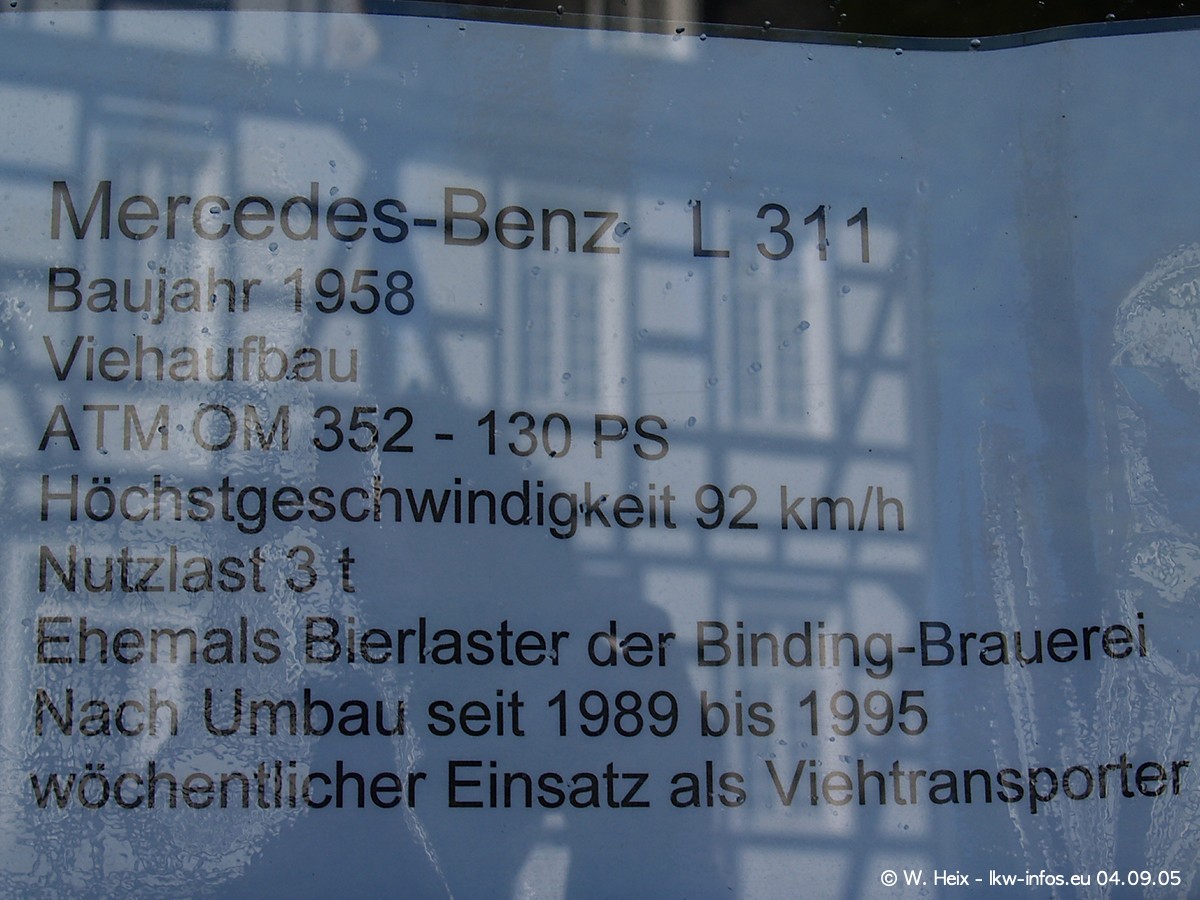 Mercedes-Benz L 311
Baujahr 1958
Viehaufbau
ATM OM 352 - 130 PS
Höchstgeschwindigkeit 92 km/h
Nutzlast 3 t
Ehemals Bierlaster der Binding-Brauerei
Nach Umbau seit 1989 bis 1995
wöchentlicher Einsatz als Viehtransporter
© W. Heix - lkw-infos.eu 04.09.05